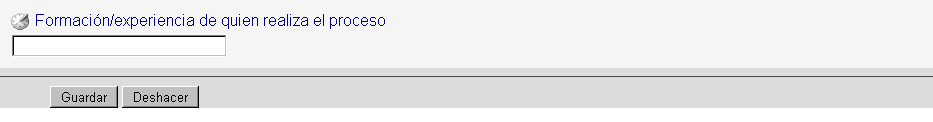 Formación/experiencia de quien realiza el proceso
Guardar Deshacer